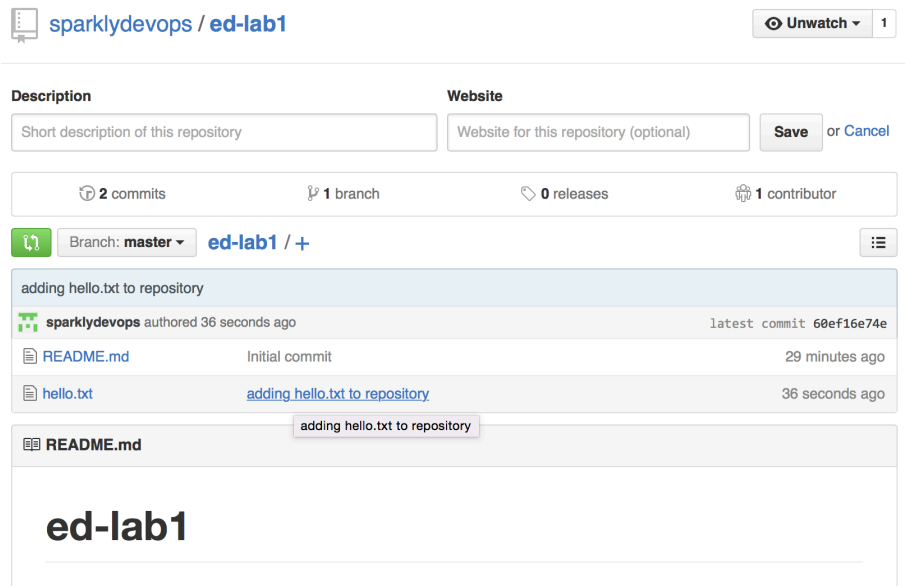 sparklydevops / ed-lab1 Unwatch 1
Description Website
Short description of this repository Website for this repository (optional) Save or Cancel
2 commits 1 branch 0 releases 1 contributor
Branch: master ed-lab1 / +
adding hello.txt to repository
sparklydevops authored 36 seconds ago latest commit 60ef16e74e
README.md Initial commit 29 minutes ago
hello.txt adding hello.txt to repository 36 seconds ago
adding hello.txt to repository
README.md
ed-lab1